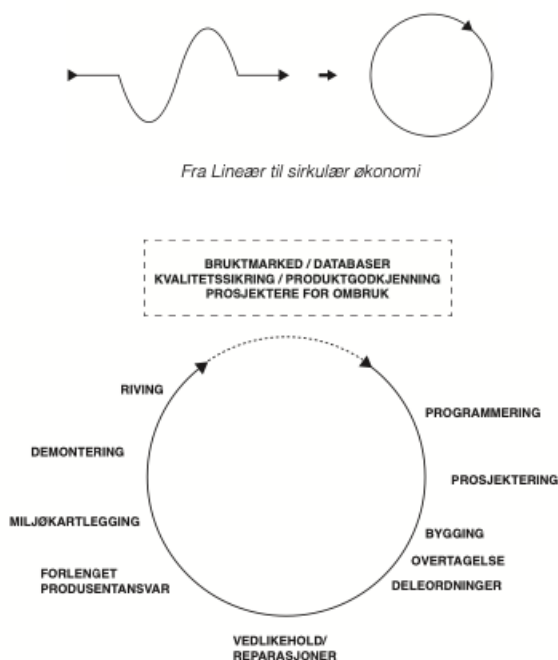 Fra Lineær til sirkulær økonomi
BRUKTMARKED / DATABASER
KVALITETSSIKRING / PRODUKTGODKJENNING
PROSJEKTERE FOR OMBRUK
RIVING
PROGRAMMERING
DEMONTERING
PROSJEKTERING
MILJØKARTLEGGING
BYGGING
OVERTAGELSE
DELEORDNINGER
FORLENGET
PRODUSENTANSVAR
VEDLIKEHOLD/
REPARASJONER